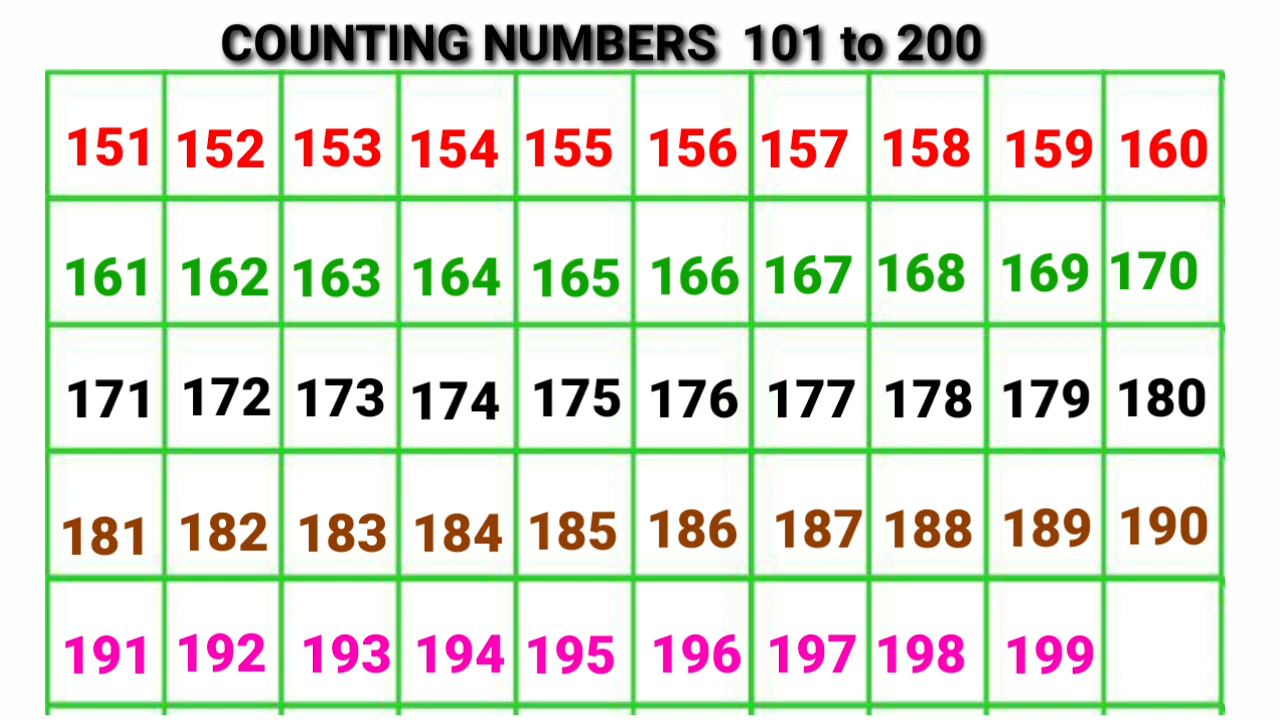 COUNTING NUMBERS 101 to 200
151 152 153 154 155 156 157 158 159 160
161 162 163 164 165 166 167 168 169 170
171 172 173 174 175 176 177 178 179 180
181 182 183 184 185 186 187 188 189 190
191 192 193 194 195 196 197 198 199